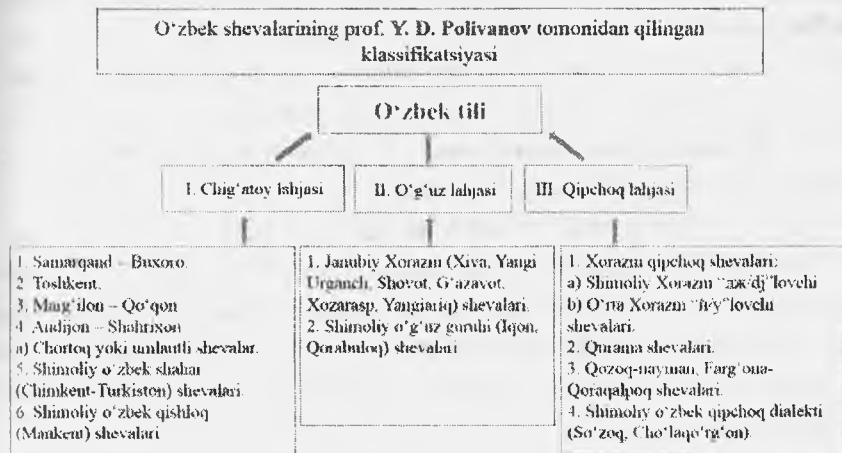 O‘zbek shevalarining prof. Y. D. Polivanov tomonidan qilingan
klassifikatsiyasi
O‘zbek tili
I. Chig‘atoy lahjasi
II. O‘g‘uz lahjasi
III. Qipchoq lahjasi
1. Samarqand – Buxoro.
2. Toshkent.
3. Marg‘ilon – Qo‘qon
4. Andijon – Shahrixon
a) Chortoq yoki umlautli shevalar.
5. Shimoliy o‘zbek shahar
(Chimkent-Turkiston) shevalari.
6. Shimoliy o‘zbek qishloq
(Mankent) shevalari
1. Janubiy Xorazm (Xiva, Yangi
Urganch, Shovot, G‘azavot,
Xozarasp, Yangiariq) shevalari.
2. Shimoliy o‘g‘uz guruhi (Iqon,
Qorabuloq) shevalari
1. Xorazm qipchoq shevalari:
a) Shimoliy Xorazm “дж/dj”lovchi
b) O‘rta Xorazm “й/y”lovchi
shevalari.
2. Qurama shevalari.
3. Qozoq-nayman, Farg‘ona-
Qoraqalpoq shevalari.
4. Shimoliy o‘zbek qipchoq dialekti
(So‘zoq, Cho‘laqo‘rg‘on).